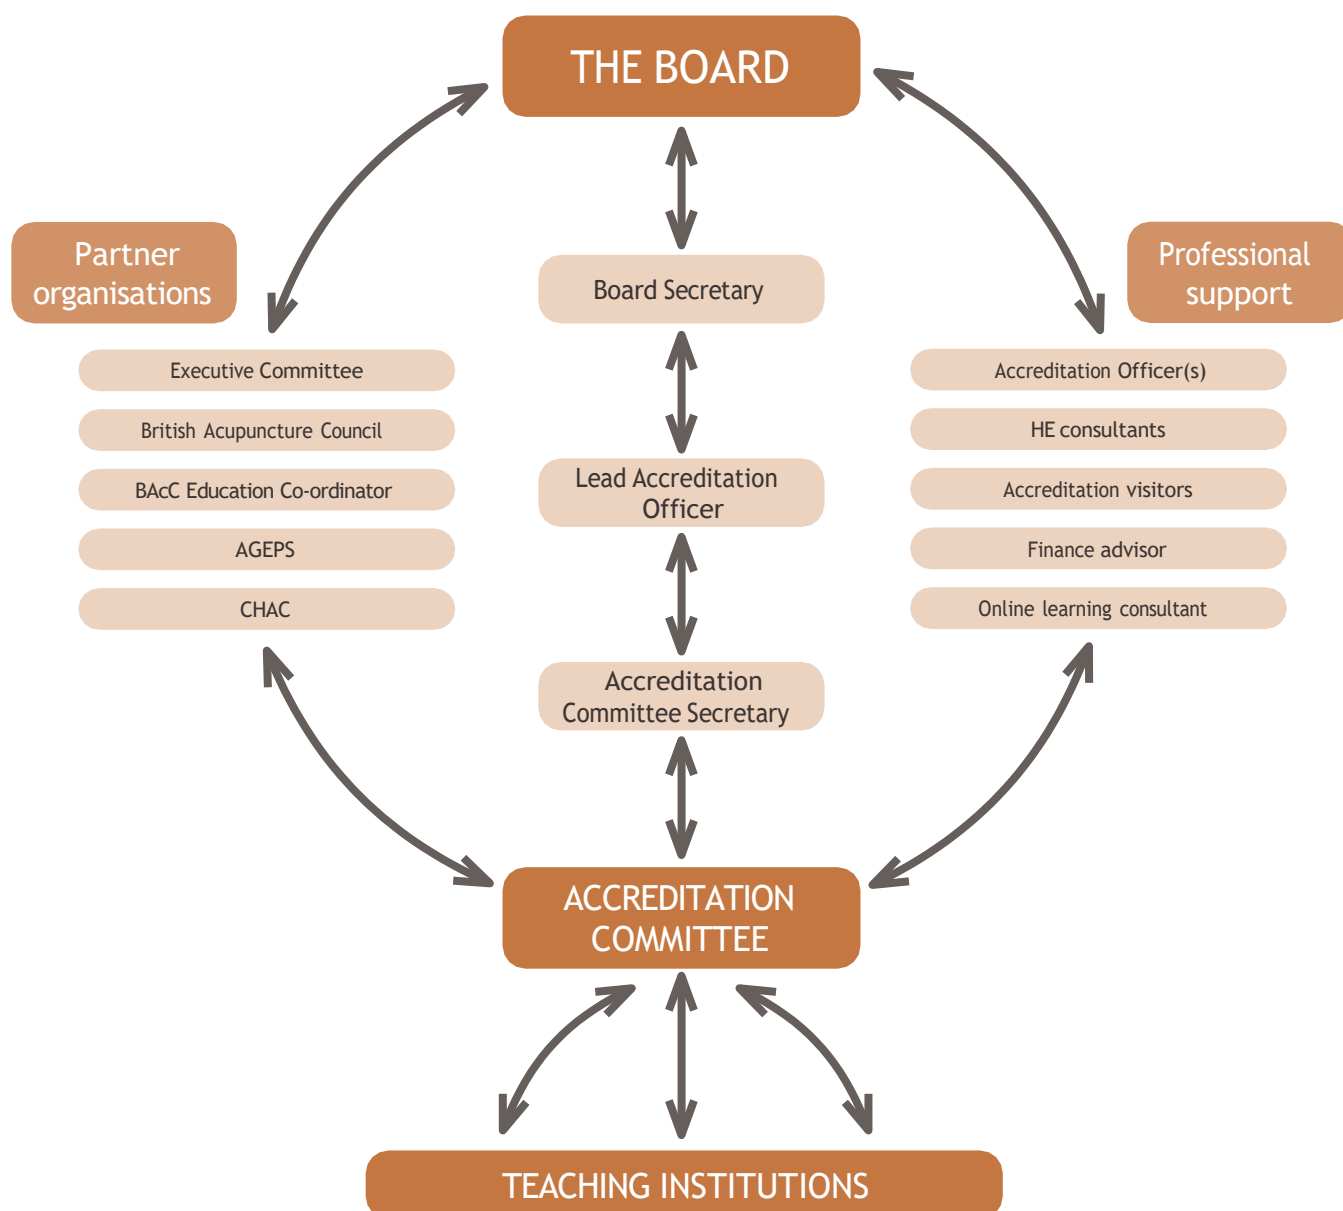 THE BOARD
Partner
organisations
Executive Committee
British Acupuncture Council
BAcC Education Co-ordinator
AGEPS
CHAC
Board Secretary
Lead Accreditation
Officer
Accreditation
Committee Secretary
Professional
support
Accreditation Officer(s)
HE consultants
Accreditation visitors
Finance advisor
Online learning consultant
ACCREDITATION
COMMITTEE
TEACHING INSTITUTIONS